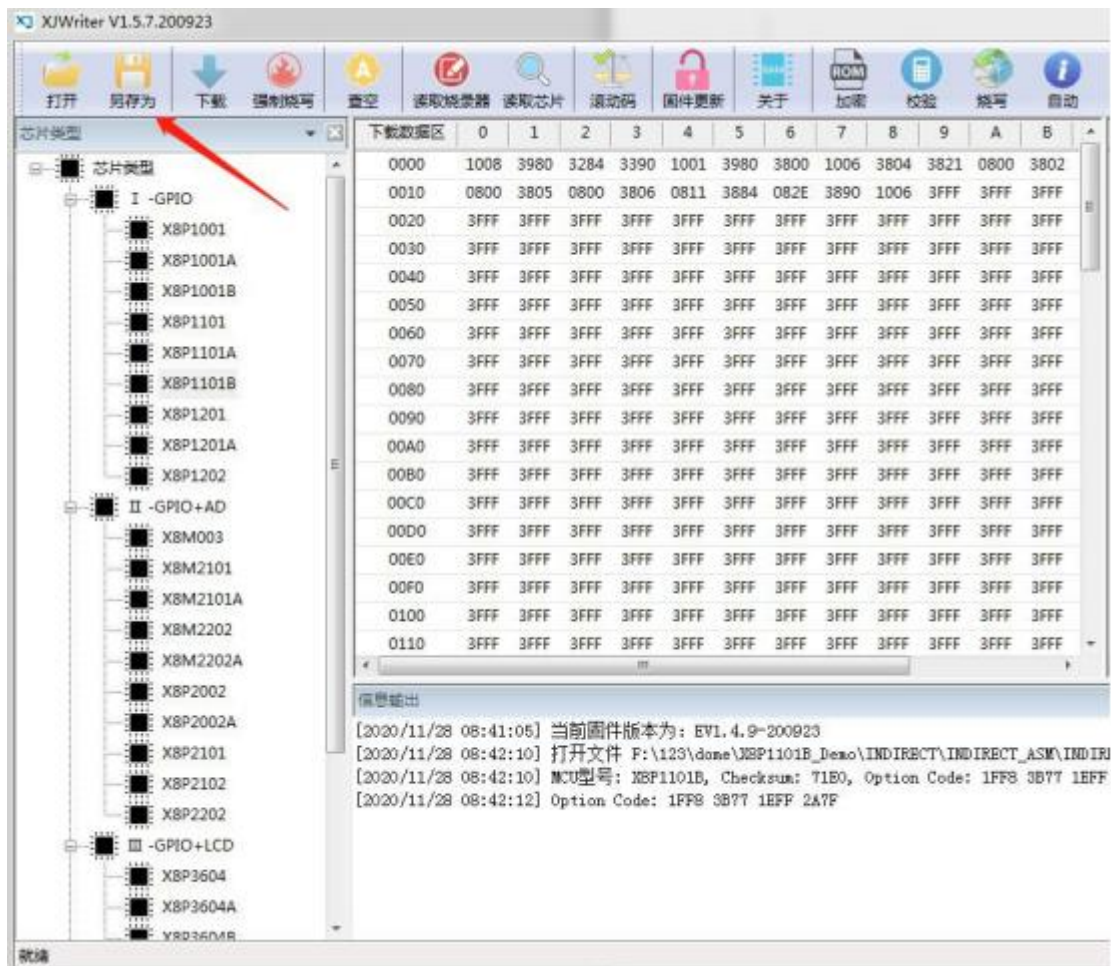 XJWriter V1.5.7.200923
打开 另存为 下载 强制烧写 查空 读取烧录器 读取芯片 滚动码 固件更新 关于 加密 校验 烧写 自动
ROM
芯片类型
芯片类型
I -GPIO
X8P1001
X8P1001A
X8P1001B
X8P1101
X8P1101A
X8P1101B
X8P1201
X8P1201A
X8P1202
II -GPIO+AD
X8M003
X8M2101
X8M2101A
X8M2202
X8M2202A
X8P2002
X8P2002A
X8P2101
X8P2102
X8P2202
III -GPIO+LCD
X8P3604
X8P3604A
X8P3604B
下载数据区 0 1 2 3 4 5 6 7 8 9 A B
0000 1008 3980 3284 3390 1001 3980 3800 1006 3804 3821 0800 3802
0010 0800 3805 0800 3806 0811 3884 082E 3890 1006 3FFF 3FFF 3FFF
0020 3FFF 3FFF 3FFF 3FFF 3FFF 3FFF 3FFF 3FFF 3FFF 3FFF 3FFF 3FFF
0030 3FFF 3FFF 3FFF 3FFF 3FFF 3FFF 3FFF 3FFF 3FFF 3FFF 3FFF 3FFF
0040 3FFF 3FFF 3FFF 3FFF 3FFF 3FFF 3FFF 3FFF 3FFF 3FFF 3FFF 3FFF
0050 3FFF 3FFF 3FFF 3FFF 3FFF 3FFF 3FFF 3FFF 3FFF 3FFF 3FFF 3FFF
0060 3FFF 3FFF 3FFF 3FFF 3FFF 3FFF 3FFF 3FFF 3FFF 3FFF 3FFF 3FFF
0070 3FFF 3FFF 3FFF 3FFF 3FFF 3FFF 3FFF 3FFF 3FFF 3FFF 3FFF 3FFF
0080 3FFF 3FFF 3FFF 3FFF 3FFF 3FFF 3FFF 3FFF 3FFF 3FFF 3FFF 3FFF
0090 3FFF 3FFF 3FFF 3FFF 3FFF 3FFF 3FFF 3FFF 3FFF 3FFF 3FFF 3FFF
00A0 3FFF 3FFF 3FFF 3FFF 3FFF 3FFF 3FFF 3FFF 3FFF 3FFF 3FFF 3FFF
00B0 3FFF 3FFF 3FFF 3FFF 3FFF 3FFF 3FFF 3FFF 3FFF 3FFF 3FFF 3FFF
00C0 3FFF 3FFF 3FFF 3FFF 3FFF 3FFF 3FFF 3FFF 3FFF 3FFF 3FFF 3FFF
00D0 3FFF 3FFF 3FFF 3FFF 3FFF 3FFF 3FFF 3FFF 3FFF 3FFF 3FFF 3FFF
00E0 3FFF 3FFF 3FFF 3FFF 3FFF 3FFF 3FFF 3FFF 3FFF 3FFF 3FFF 3FFF
00F0 3FFF 3FFF 3FFF 3FFF 3FFF 3FFF 3FFF 3FFF 3FFF 3FFF 3FFF 3FFF
0100 3FFF 3FFF 3FFF 3FFF 3FFF 3FFF 3FFF 3FFF 3FFF 3FFF 3FFF 3FFF
0110 3FFF 3FFF 3FFF 3FFF 3FFF 3FFF 3FFF 3FFF 3FFF 3FFF 3FFF 3FFF
信息输出
[2020/11/28 08:41:05] 当前固件版本为: EV1.4.9-200923
[2020/11/28 08:42:10] 打开文件 F:\123\dome\X8P1101B_Demo\INDIRECT\INDIRECT_ASM\INDIR
[2020/11/28 08:42:10] MCU型号: X8P1101B, Checksum: 71E0, Option Code: 1FF8 3B77 1EFF
[2020/11/28 08:42:12] Option Code: 1FF8 3B77 1EFF 2A7F
就绪